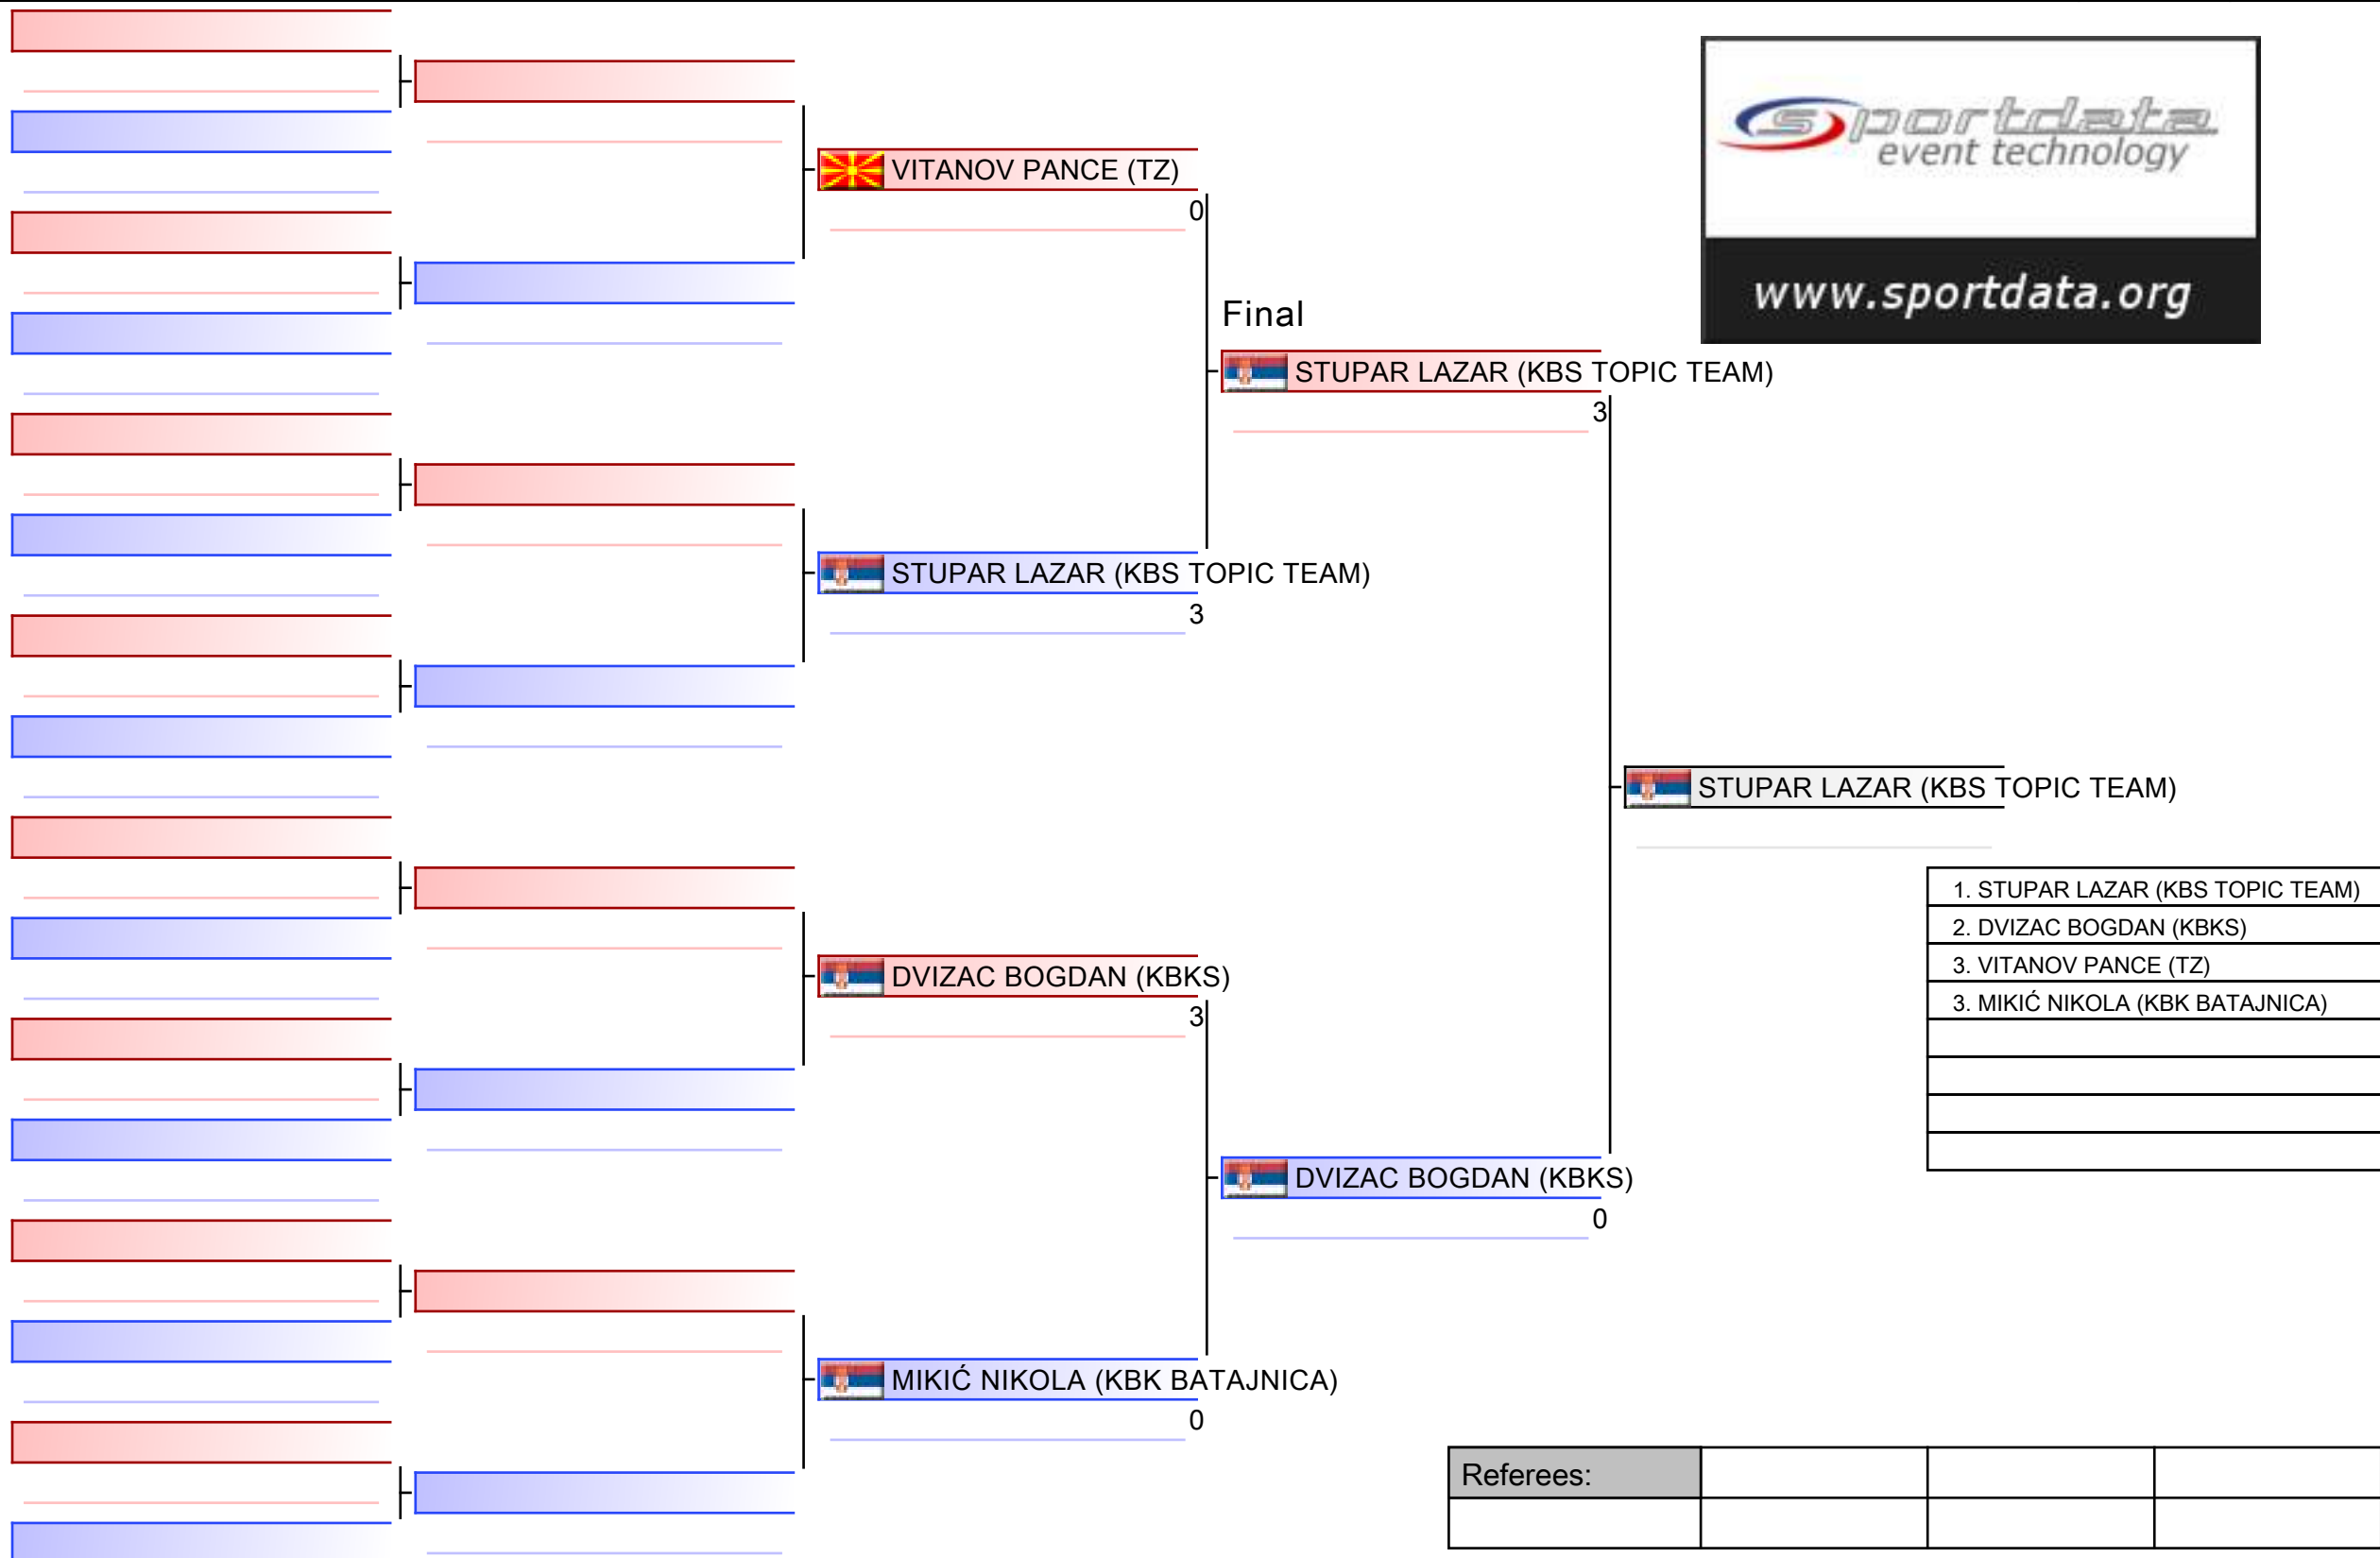 sportdata
event technology
www.sportdata.org
VITANOV PANCE (TZ)
0
Final
STUPAR LAZAR (KBS TOPIC TEAM)
3
STUPAR LAZAR (KBS TOPIC TEAM)
3
STUPAR LAZAR (KBS TOPIC TEAM)
1. STUPAR LAZAR (KBS TOPIC TEAM)
2. DVIZAC BOGDAN (KBKS)
3. VITANOV PANCE (TZ)
3. MIKIĆ NIKOLA (KBK BATAJNICA)
DVIZAC BOGDAN (KBKS)
3
DVIZAC BOGDAN (KBKS)
0
MIKIĆ NIKOLA (KBK BATAJNICA)
0
Referees: